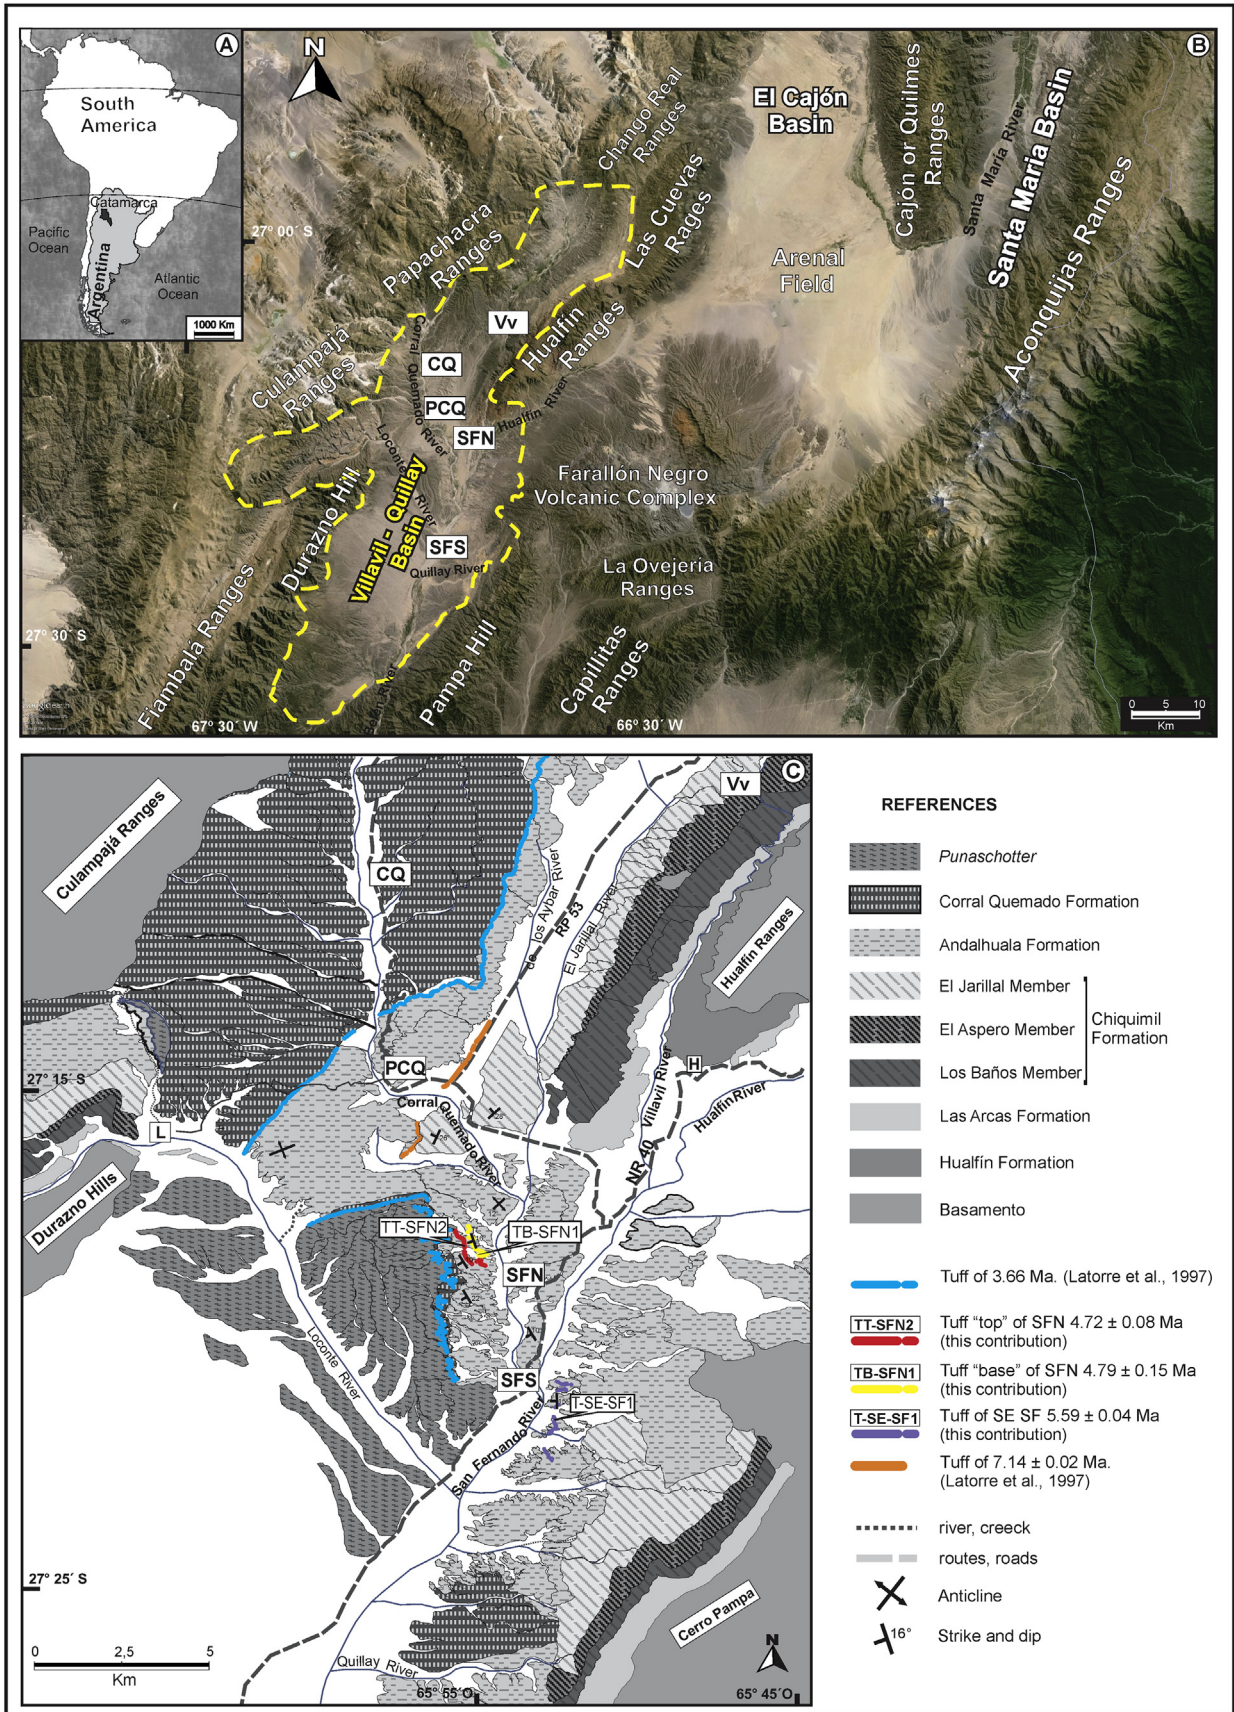 A
South
America
Catamarca
Pacific
Ocean
Argentina
Atlantic
Ocean
1000 Km
B
N
El Cajón
Basin
Cajón or Quilmes
Ranges
Santa María River
Santa Maria Basin
Aconquijas Ranges
Chango Real
Ranges
Las Cuevas
Rages
Papachacra
Ranges
27° 00´ S
Arenal
Field
Vv
Hualfín
Ranges
Culampajá
Ranges
Corral Quemado River
CQ
PCQ
SFN
Hualfín River
Loconte River
Farallón Negro
Volcanic Complex
Durazno Hill
Villavil - Quillay
Basin
SFS
Quillay River
La Ovejería
Ranges
Fiambalá Ranges
27° 30´ S
Pampa Hill
Capillitas
Ranges
67° 30´ W
66° 30´ W
0 5 10
Km
C
Culampajá Ranges
CQ
Vv
de los Aybar River
RP 53
El Jarillal River
Hualfín Ranges
PCQ
27° 15´ S
Corral Quemado River
Villavil River
H
Hualfín River
NR 40
L
Durazno Hills
26°
TT-SFN2
TB-SFN1
SFN
Loconte River
SFS
T-SE-SF1
San Fernando River
27° 25´ S
Cerro Pampa
0 2,5 5
Km
Quillay River
N
65° 55´O
65° 45´O
REFERENCES
Punaschotter
Corral Quemado Formation
Andalhuala Formation
El Jarillal Member
El Aspero Member
Los Baños Member
Chiquimil
Formation
Las Arcas Formation
Hualfín Formation
Basamento
Tuff of 3.66 Ma. (Latorre et al., 1997)
TT-SFN2 Tuff “top” of SFN 4.72 ± 0.08 Ma
(this contribution)
TB-SFN1 Tuff “base” of SFN 4.79 ± 0.15 Ma
(this contribution)
T-SE-SF1 Tuff of SE SF 5.59 ± 0.04 Ma
(this contribution)
Tuff of 7.14 ± 0.02 Ma.
(Latorre et al., 1997)
river, creeck
routes, roads
Anticline
16° Strike and dip